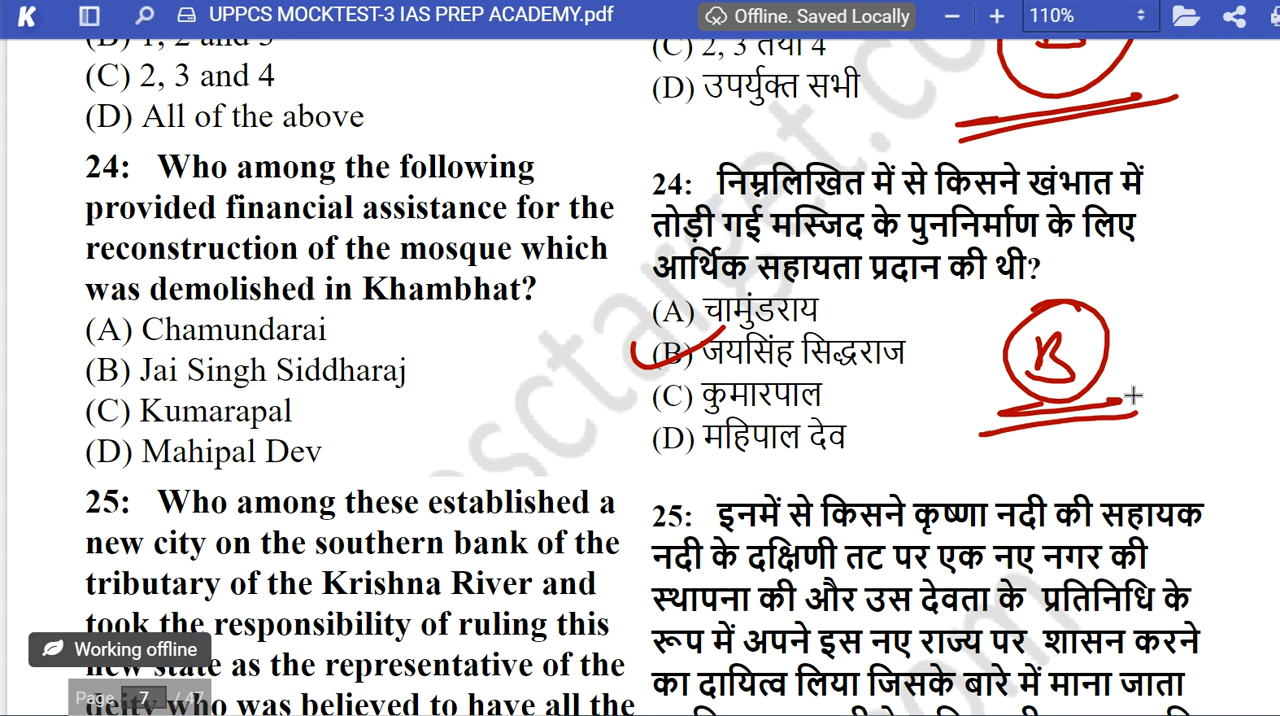 UPPCS MOCKTEST-3 IAS PREP ACADEMY.pdf
Offline. Saved Locally
110%
(C) 2, 3 and 4
(D) All of the above
24: Who among the following
provided financial assistance for the
reconstruction of the mosque which
was demolished in Khambhat?
(A) Chamundarai
(B) Jai Singh Siddharaj
(C) Kumarapal
(D) Mahipal Dev
25: Who among these established a
new city on the southern bank of the
tributary of the Krishna River and
took the responsibility of ruling this
new state as the representative of the
deity who was believed to have all the
(C) 2, 3 तथा 4
(D) उपर्युक्त सभी
24: निम्नलिखित में से किसने खंभात में
तोड़ी गई मस्जिद के पुननिर्माण के लिए
आर्थिक सहायता प्रदान की थी?
(A) चामुंडराय
(B) जयसिंह सिद्धराज
(C) कुमारपाल
(D) महिपाल देव
B
25: इनमें से किसने कृष्णा नदी की सहायक
नदी के दक्षिणी तट पर एक नए नगर की
स्थापना की और उस देवता के प्रतिनिधि के
रूप में अपने इस नए राज्य पर शासन करने
का दायित्व लिया जिसके बारे में माना जाता
Working offline
Page 7 / 47